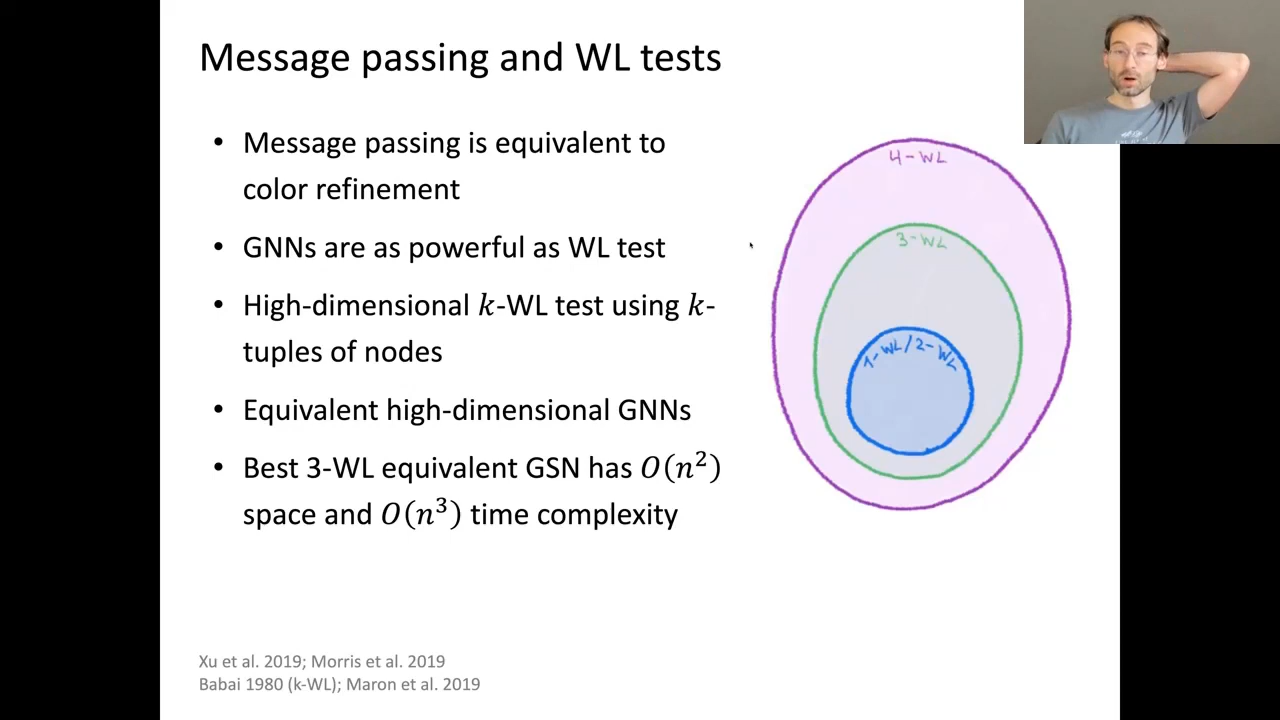 Message passing and WL tests
• Message passing is equivalent to
color refinement
• GNNs are as powerful as WL test
• High-dimensional k-WL test using k-
tuples of nodes
• Equivalent high-dimensional GNNs
• Best 3-WL equivalent GSN has O(n²)
space and O(n³) time complexity
4-WL
3-WL
1-WL/2-WL
Xu et al. 2019; Morris et al. 2019
Babai 1980 (k-WL); Maron et al. 2019